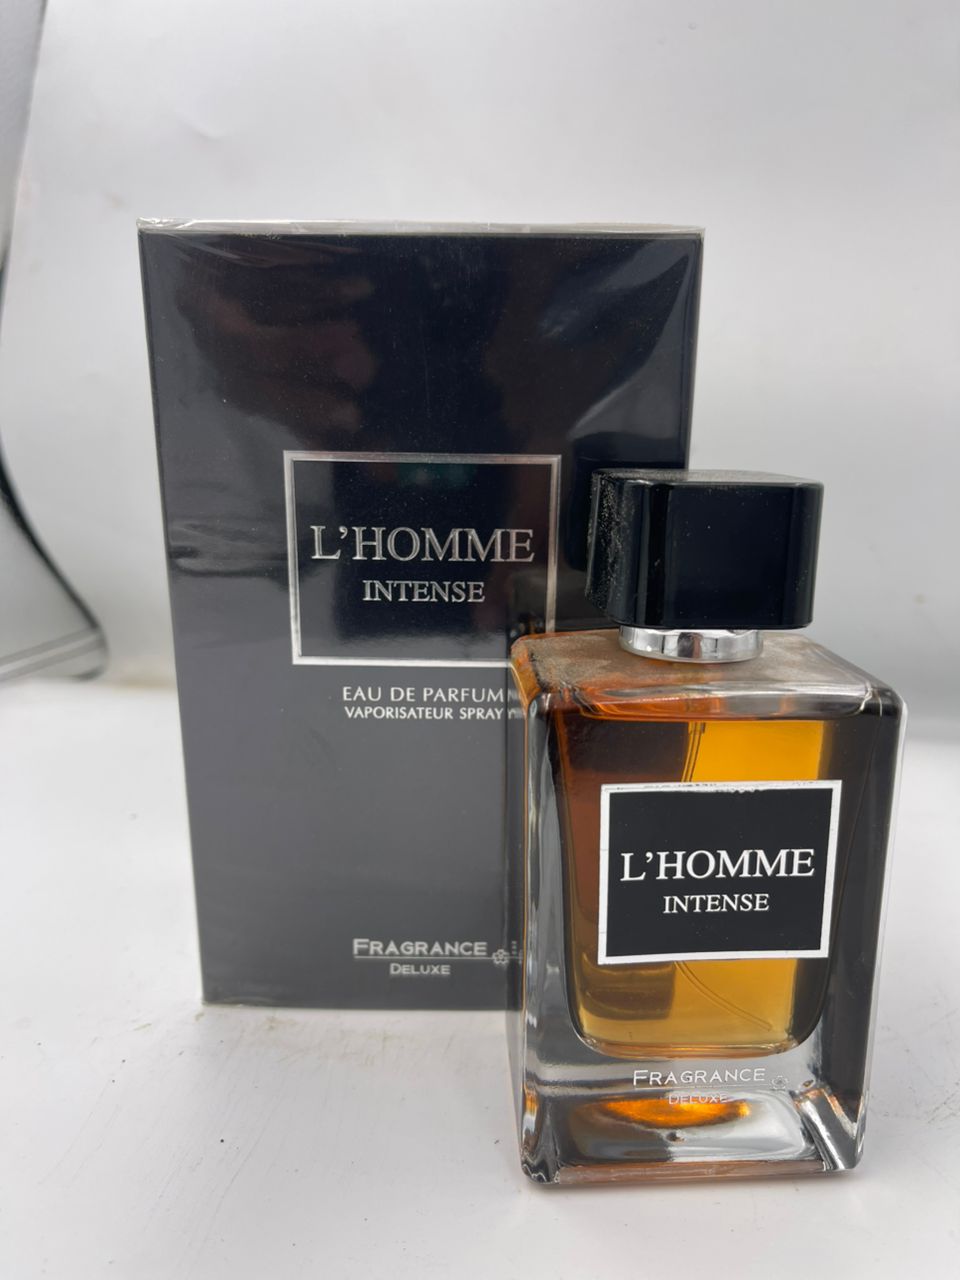 L'HOMME
INTENSE
EAU DE PARFUM
VAPORISATEUR SPRAY
FRAGRANCE
DELUXE
L'HOMME
INTENSE
FRAGRANCE
DELUXE